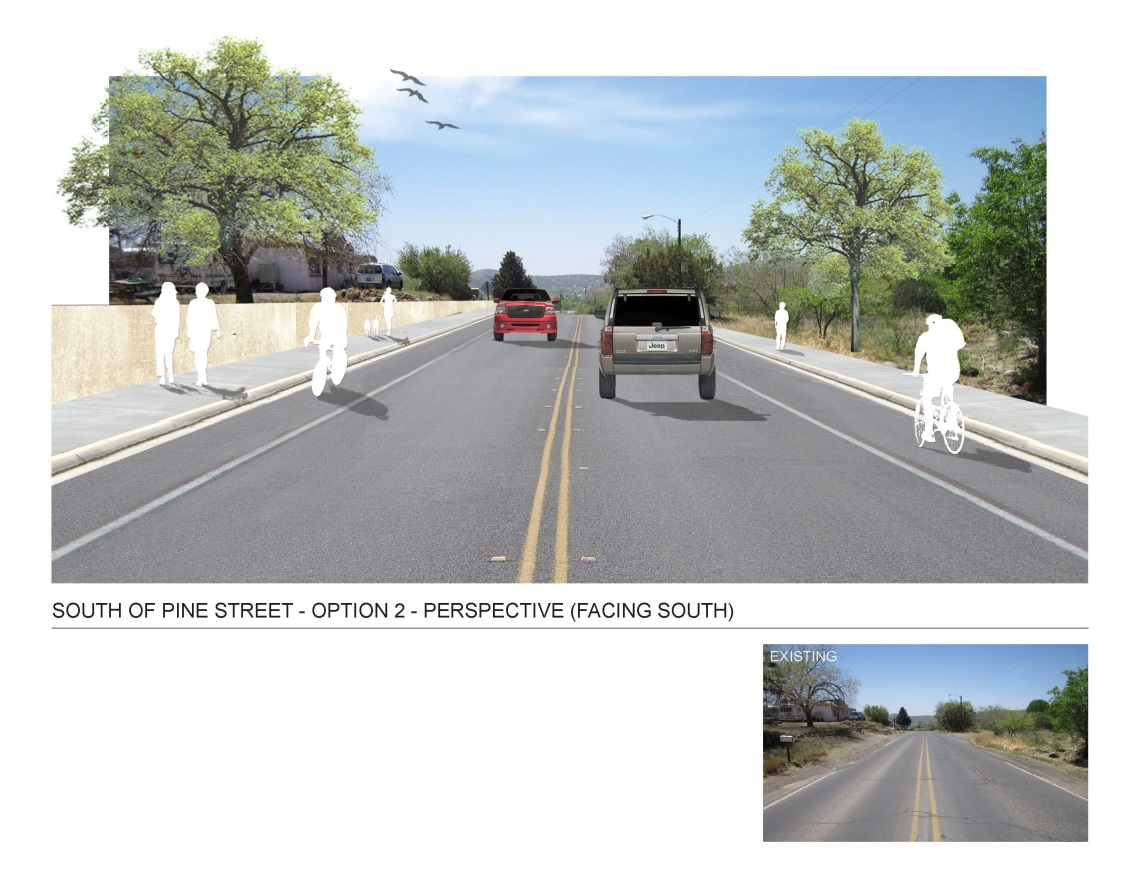 Jeep
SOUTH OF PINE STREET - OPTION 2 - PERSPECTIVE (FACING SOUTH)
EXISTING